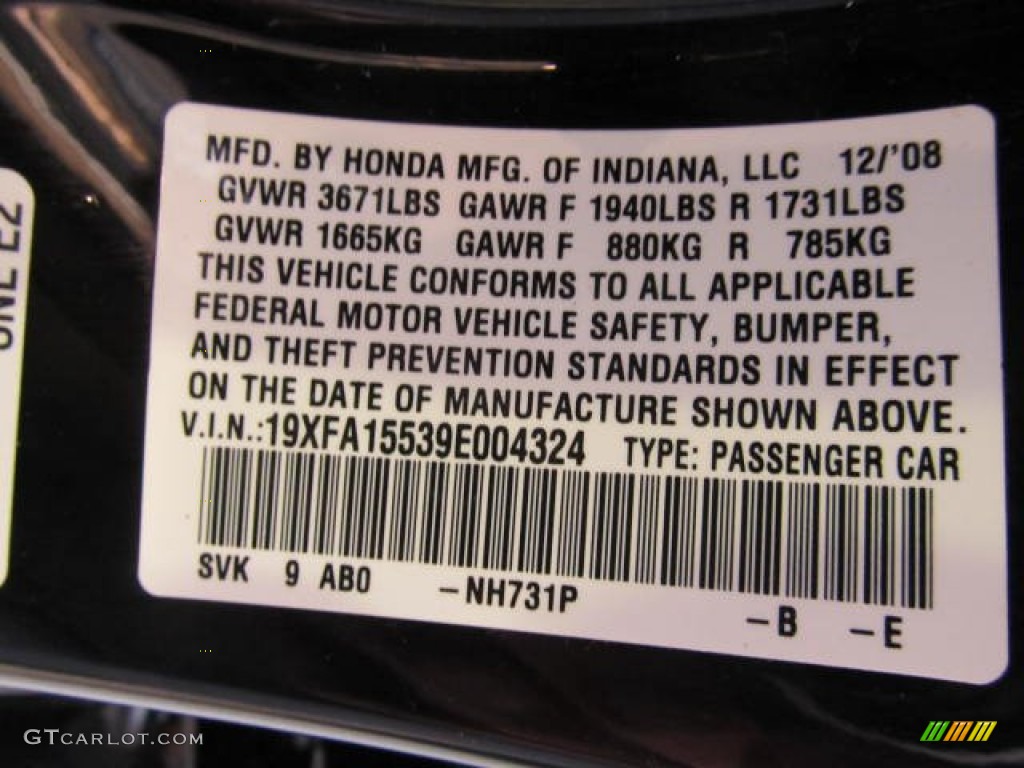 MFD. BY HONDA MFG. OF INDIANA, LLC 12/'08
GVWR 3671LBS GAWR F 1940LBS R 1731LBS
GVWR 1665KG GAWR F 880KG R 785KG
THIS VEHICLE CONFORMS TO ALL APPLICABLE
FEDERAL MOTOR VEHICLE SAFETY, BUMPER,
AND THEFT PREVENTION STANDARDS IN EFFECT
ON THE DATE OF MANUFACTURE SHOWN ABOVE.
V.I.N.:19XFA15539E004324 TYPE: PASSENGER CAR
SVK 9 AB0 –NH731P –B –E
GTCARLOT.COM